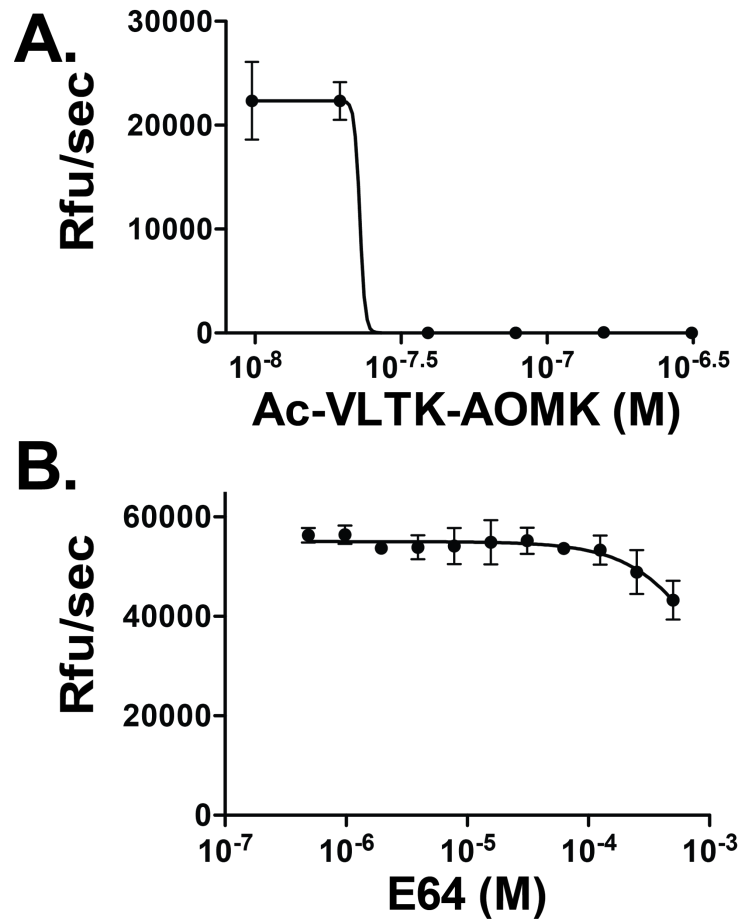 A.
Rfu/sec
30000
20000
10000
0
10-8 10-7.5 10-7 10-6.5
Ac-VLTK-AOMK (M)
B.
Rfu/sec
60000
40000
20000
0
10-7 10-6 10-5 10-4 10-3
E64 (M)